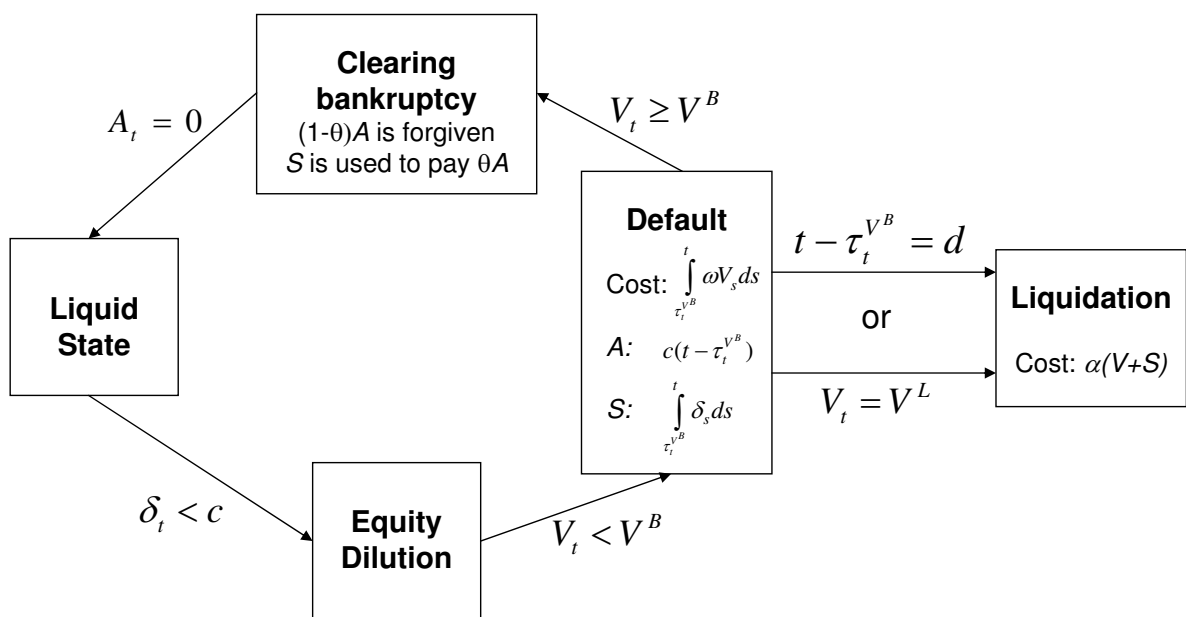 Clearing
bankruptcy
(1-θ)A is forgiven
S is used to pay θA
A_t = 0
V_t ≥ V^B
Liquid
State
Default
Cost: ∫_{τ_t^{V^B}}^{t} ωV_s ds
A: c(t − τ_t^{V^B})
S: ∫_{τ_t^{V^B}}^{t} δ_s ds
t − τ_t^{V^B} = d
or
V_t = V^L
Liquidation
Cost: α(V+S)
δ_t < c
Equity
Dilution
V_t < V^B